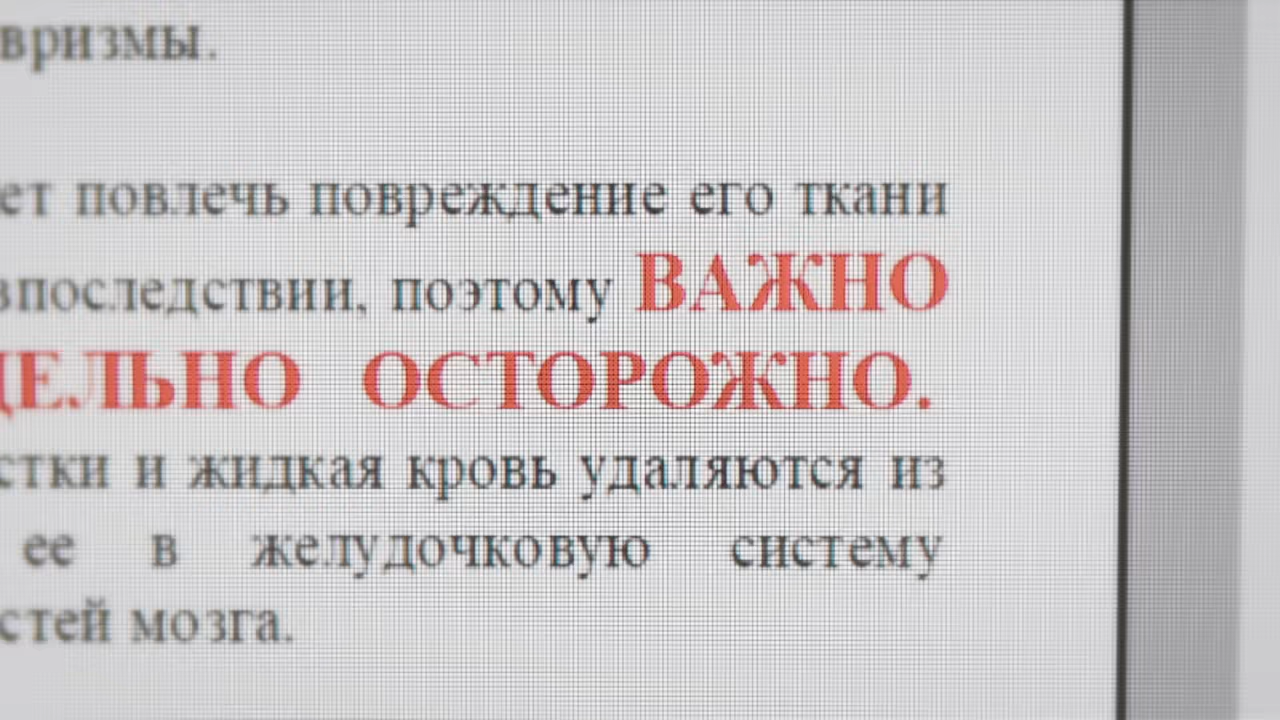 вризмы.
ет повлечь повреждение его ткани
впоследствии, поэтому ВАЖНО
ДЕЛЬНО ОСТОРОЖНО.
стки и жидкая кровь удаляются из
ее в желудочковую систему
стей мозга.